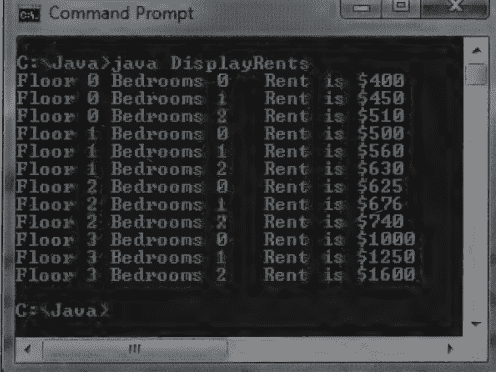 Command Prompt
C:\Java>java DisplayRents
Floor 0 Bedrooms 0 Rent is $400
Floor 0 Bedrooms 1 Rent is $450
Floor 0 Bedrooms 2 Rent is $510
Floor 1 Bedrooms 0 Rent is $500
Floor 1 Bedrooms 1 Rent is $560
Floor 1 Bedrooms 2 Rent is $630
Floor 2 Bedrooms 0 Rent is $625
Floor 2 Bedrooms 1 Rent is $676
Floor 2 Bedrooms 2 Rent is $740
Floor 3 Bedrooms 0 Rent is $1000
Floor 3 Bedrooms 1 Rent is $1250
Floor 3 Bedrooms 2 Rent is $1600
C:\Java>